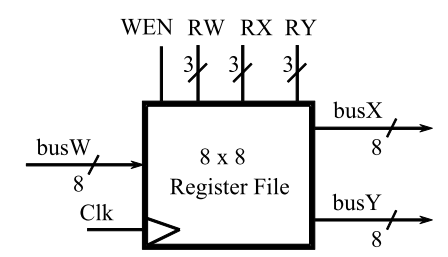 WEN RW RX RY
3 3 3
busX
8
busW
8
8 x 8
Register File
Clk
busY
8